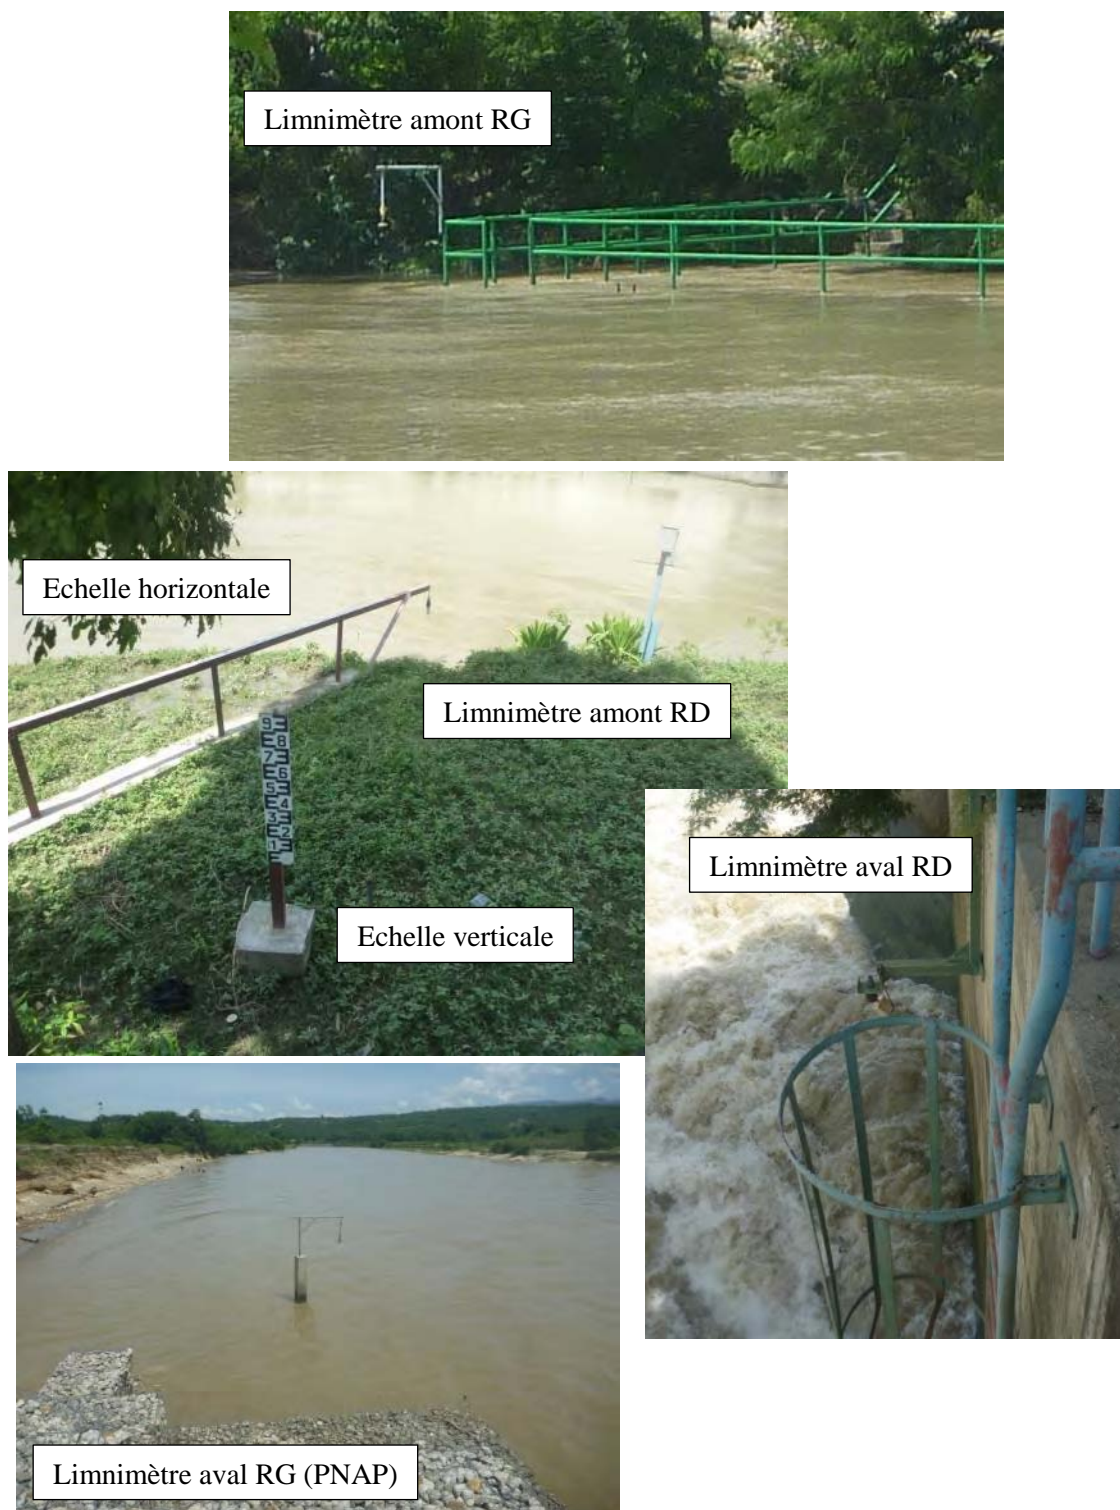 Limnimètre amont RG
Echelle horizontale
Limnimètre amont RD
9
8
7
6
5
4
3
2
1
Limnimètre aval RD
Echelle verticale
Limnimètre aval RG (PNAP)